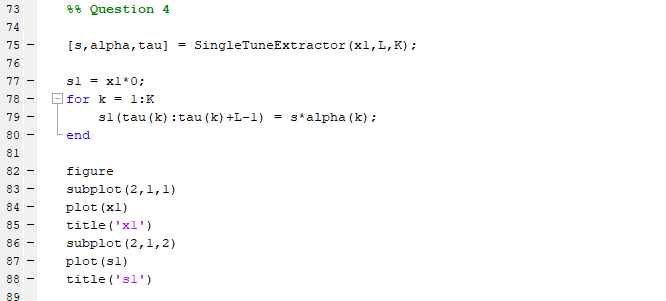 73 %% Question 4
74
75 - [s,alpha,tau] = SingleTuneExtractor(x1,L,K);
76
77 - s1 = x1*0;
78 - for k = 1:K
79 - s1(tau(k):tau(k)+L-1) = s*alpha(k);
80 - end
81
82 - figure
83 - subplot(2,1,1)
84 - plot(x1)
85 - title('x1')
86 - subplot(2,1,2)
87 - plot(s1)
88 - title('s1')
89